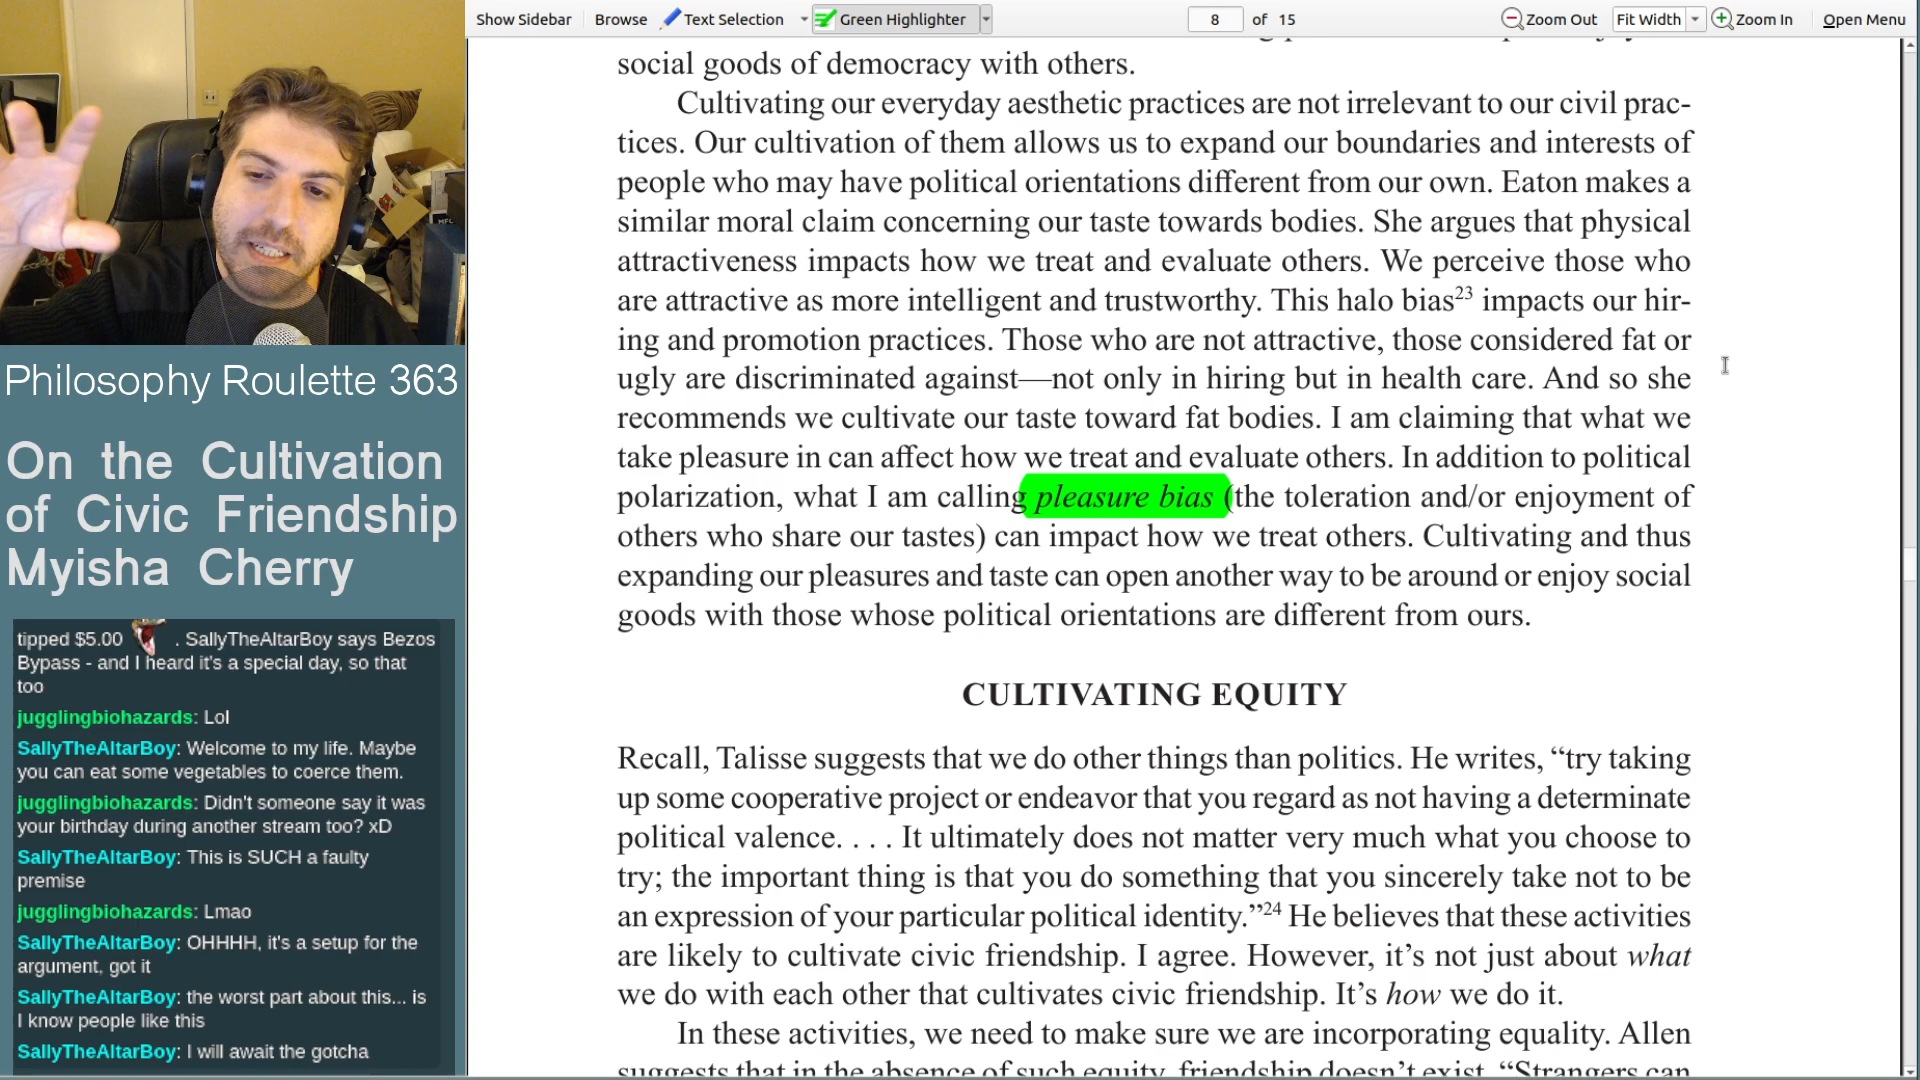 Show Sidebar Browse Text Selection Green Highlighter 8 of 15 Zoom Out Fit Width Zoom In Open Menu
social goods of democracy with others.
Cultivating our everyday aesthetic practices are not irrelevant to our civil prac-
tices. Our cultivation of them allows us to expand our boundaries and interests of
people who may have political orientations different from our own. Eaton makes a
similar moral claim concerning our taste towards bodies. She argues that physical
attractiveness impacts how we treat and evaluate others. We perceive those who
are attractive as more intelligent and trustworthy. This halo bias23 impacts our hir-
ing and promotion practices. Those who are not attractive, those considered fat or
ugly are discriminated against—not only in hiring but in health care. And so she
recommends we cultivate our taste toward fat bodies. I am claiming that what we
take pleasure in can affect how we treat and evaluate others. In addition to political
polarization, what I am calling pleasure bias (the toleration and/or enjoyment of
others who share our tastes) can impact how we treat others. Cultivating and thus
expanding our pleasures and taste can open another way to be around or enjoy social
goods with those whose political orientations are different from ours.
CULTIVATING EQUITY
Recall, Talisse suggests that we do other things than politics. He writes, “try taking
up some cooperative project or endeavor that you regard as not having a determinate
political valence. . . . It ultimately does not matter very much what you choose to
try; the important thing is that you do something that you sincerely take not to be
an expression of your particular political identity.”24 He believes that these activities
are likely to cultivate civic friendship. I agree. However, it’s not just about what
we do with each other that cultivates civic friendship. It’s how we do it.
In these activities, we need to make sure we are incorporating equality. Allen
suggests that in the absence of such equity, friendship doesn’t exist. “Strangers can
Philosophy Roulette 363
On the Cultivation
of Civic Friendship
Myisha Cherry
tipped $5.00 . SallyTheAltarBoy says Bezos
Bypass - and I heard it's a special day, so that
too
jugglingbiohazards: Lol
SallyTheAltarBoy: Welcome to my life. Maybe
you can eat some vegetables to coerce them.
jugglingbiohazards: Didn't someone say it was
your birthday during another stream too? xD
SallyTheAltarBoy: This is SUCH a faulty
premise
jugglingbiohazards: Lmao
SallyTheAltarBoy: OHHHH, it's a setup for the
argument, got it
SallyTheAltarBoy: the worst part about this... is
I know people like this
SallyTheAltarBoy: I will await the gotcha